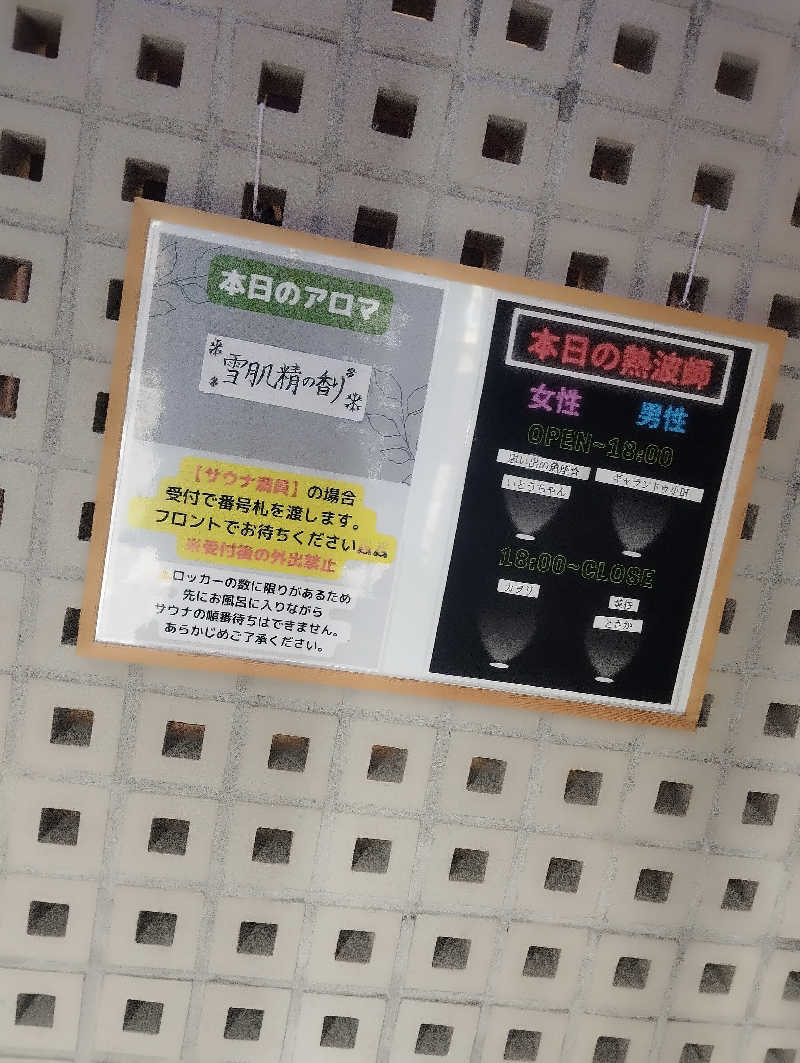 本日のアロマ
雪肌精の香り
【サウナ満員】の場合
受付で番号札を渡します。
フロントでお待ちください
※受付後の外出禁止
ロッカーの数に限りがあるため
先にお風呂に入りながら
サウナの順番待ちはできません。
あらかじめご了承ください。
本日の熱波師
女性 男性
OPEN~18:00
いとうちゃん
18:00~CLOSE